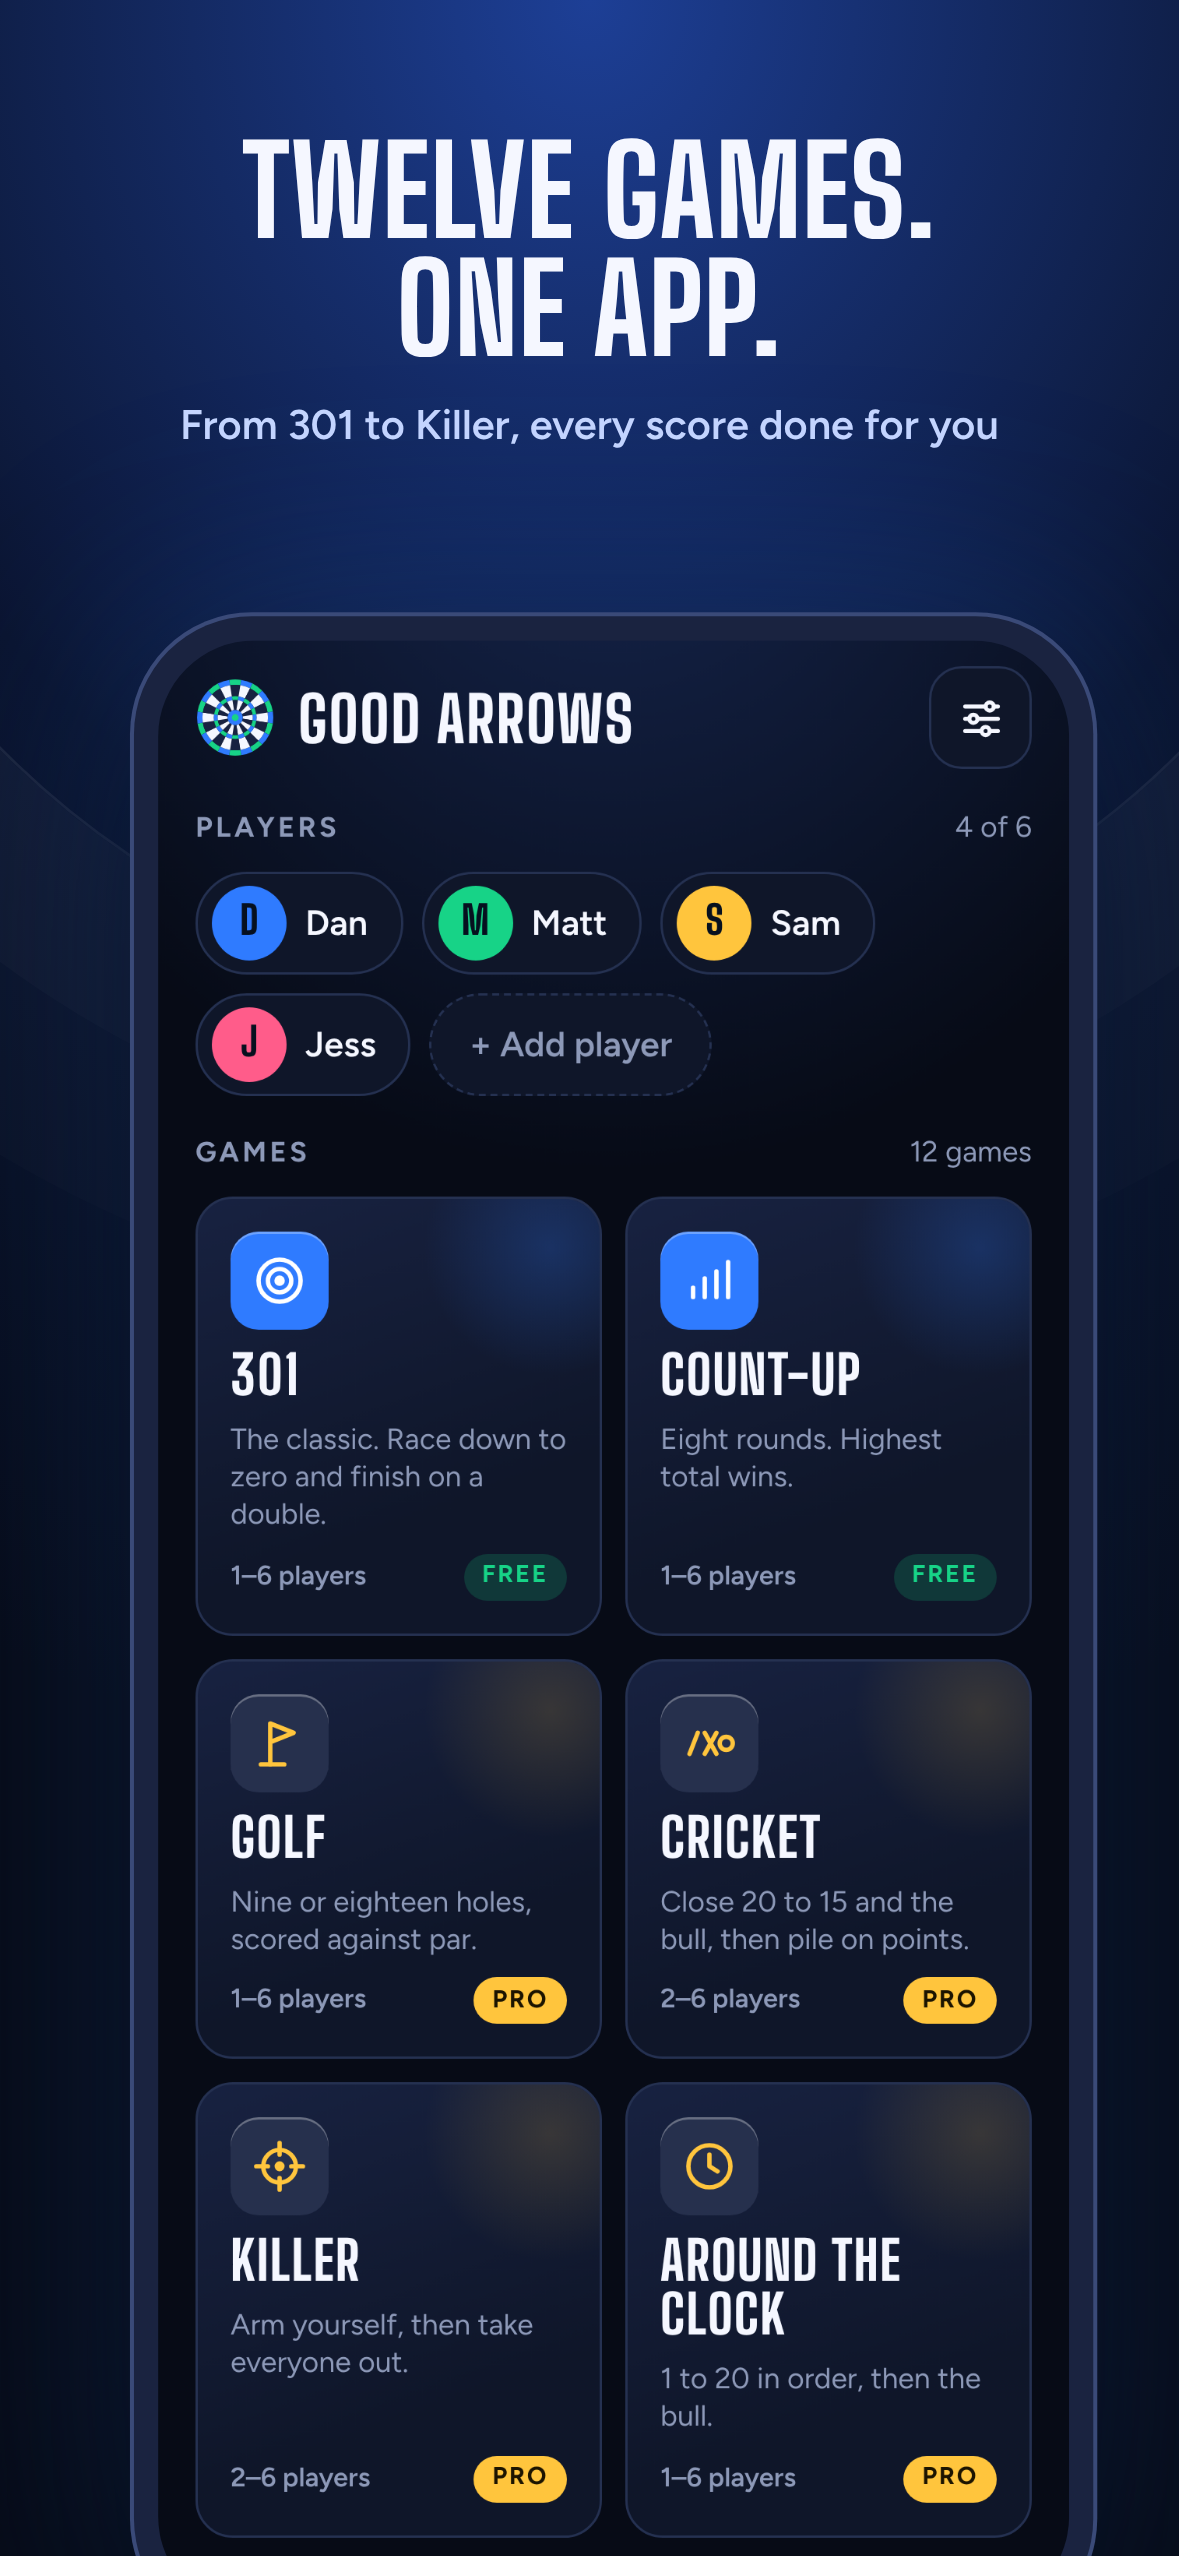 TWELVE GAMES.
ONE APP.
From 301 to Killer, every score done for you
GOOD ARROWS
PLAYERS
4 of 6
D Dan
M Matt
S Sam
J Jess
+ Add player
GAMES
12 games
301
The classic. Race down to
zero and finish on a
double.
1–6 players
FREE
COUNT-UP
Eight rounds. Highest
total wins.
1–6 players
FREE
GOLF
Nine or eighteen holes,
scored against par.
1–6 players
PRO
/XO
CRICKET
Close 20 to 15 and the
bull, then pile on points.
2–6 players
PRO
KILLER
Arm yourself, then take
everyone out.
2–6 players
PRO
AROUND THE
CLOCK
1 to 20 in order, then the
bull.
1–6 players
PRO